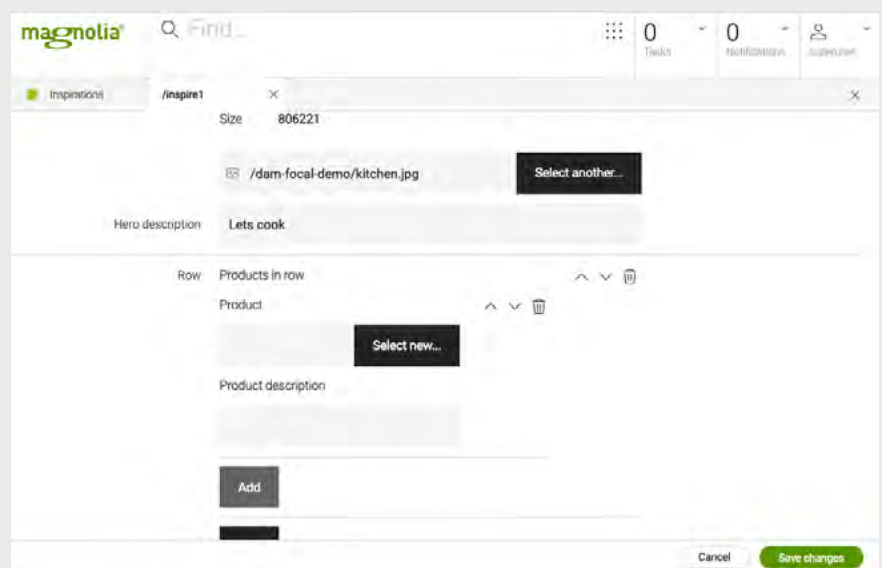 magnolia®
Find...
0
Tasks
0
Notifications
superuser
Inspirations
/inspire1
Size 806221
/dam-focal-demo/kitchen.jpg
Select another...
Hero description Lets cook
Row Products in row
Product
Select new...
Product description
Add
Cancel
Save changes